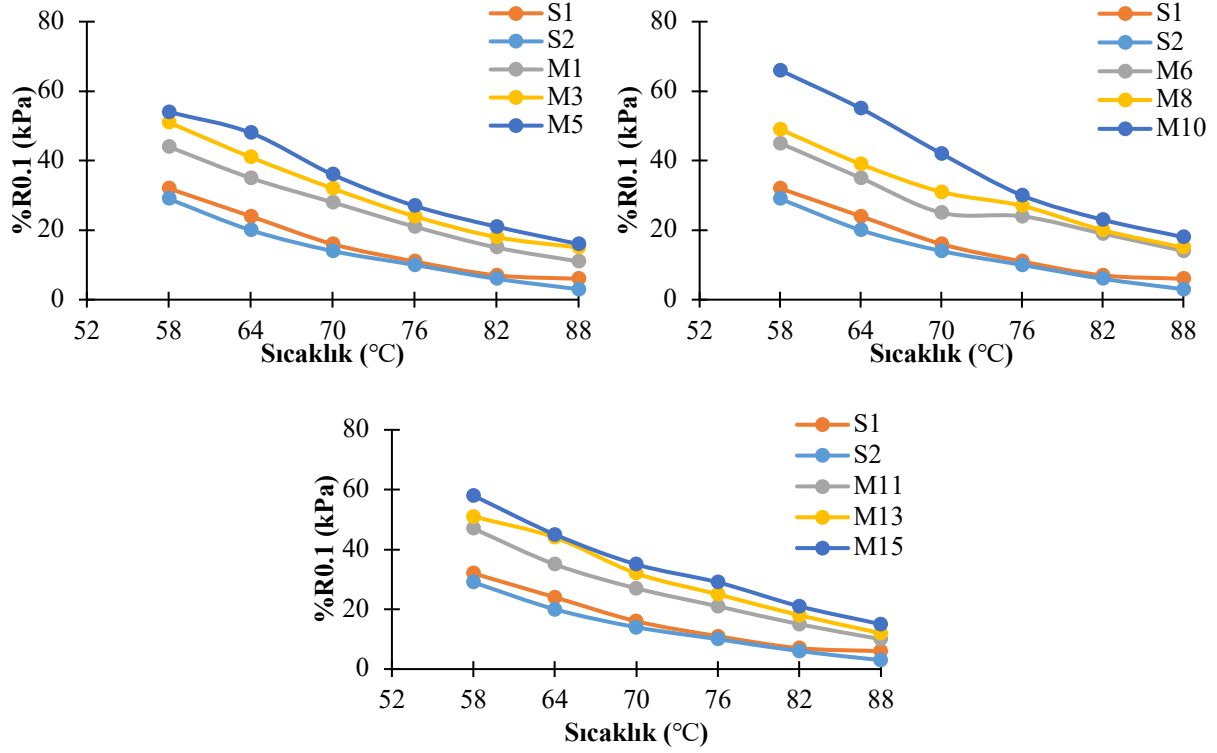 80
60
40
20
0
%R0.1 (kPa)
52 58 64 70 76 82 88
Sıcaklık (℃)
S1
S2
M1
M3
M5
80
60
40
20
0
%R0.1 (kPa)
52 58 64 70 76 82 88
Sıcaklık (℃)
S1
S2
M6
M8
M10
80
60
40
20
0
%R0.1 (kPa)
52 58 64 70 76 82 88
Sıcaklık (℃)
S1
S2
M11
M13
M15